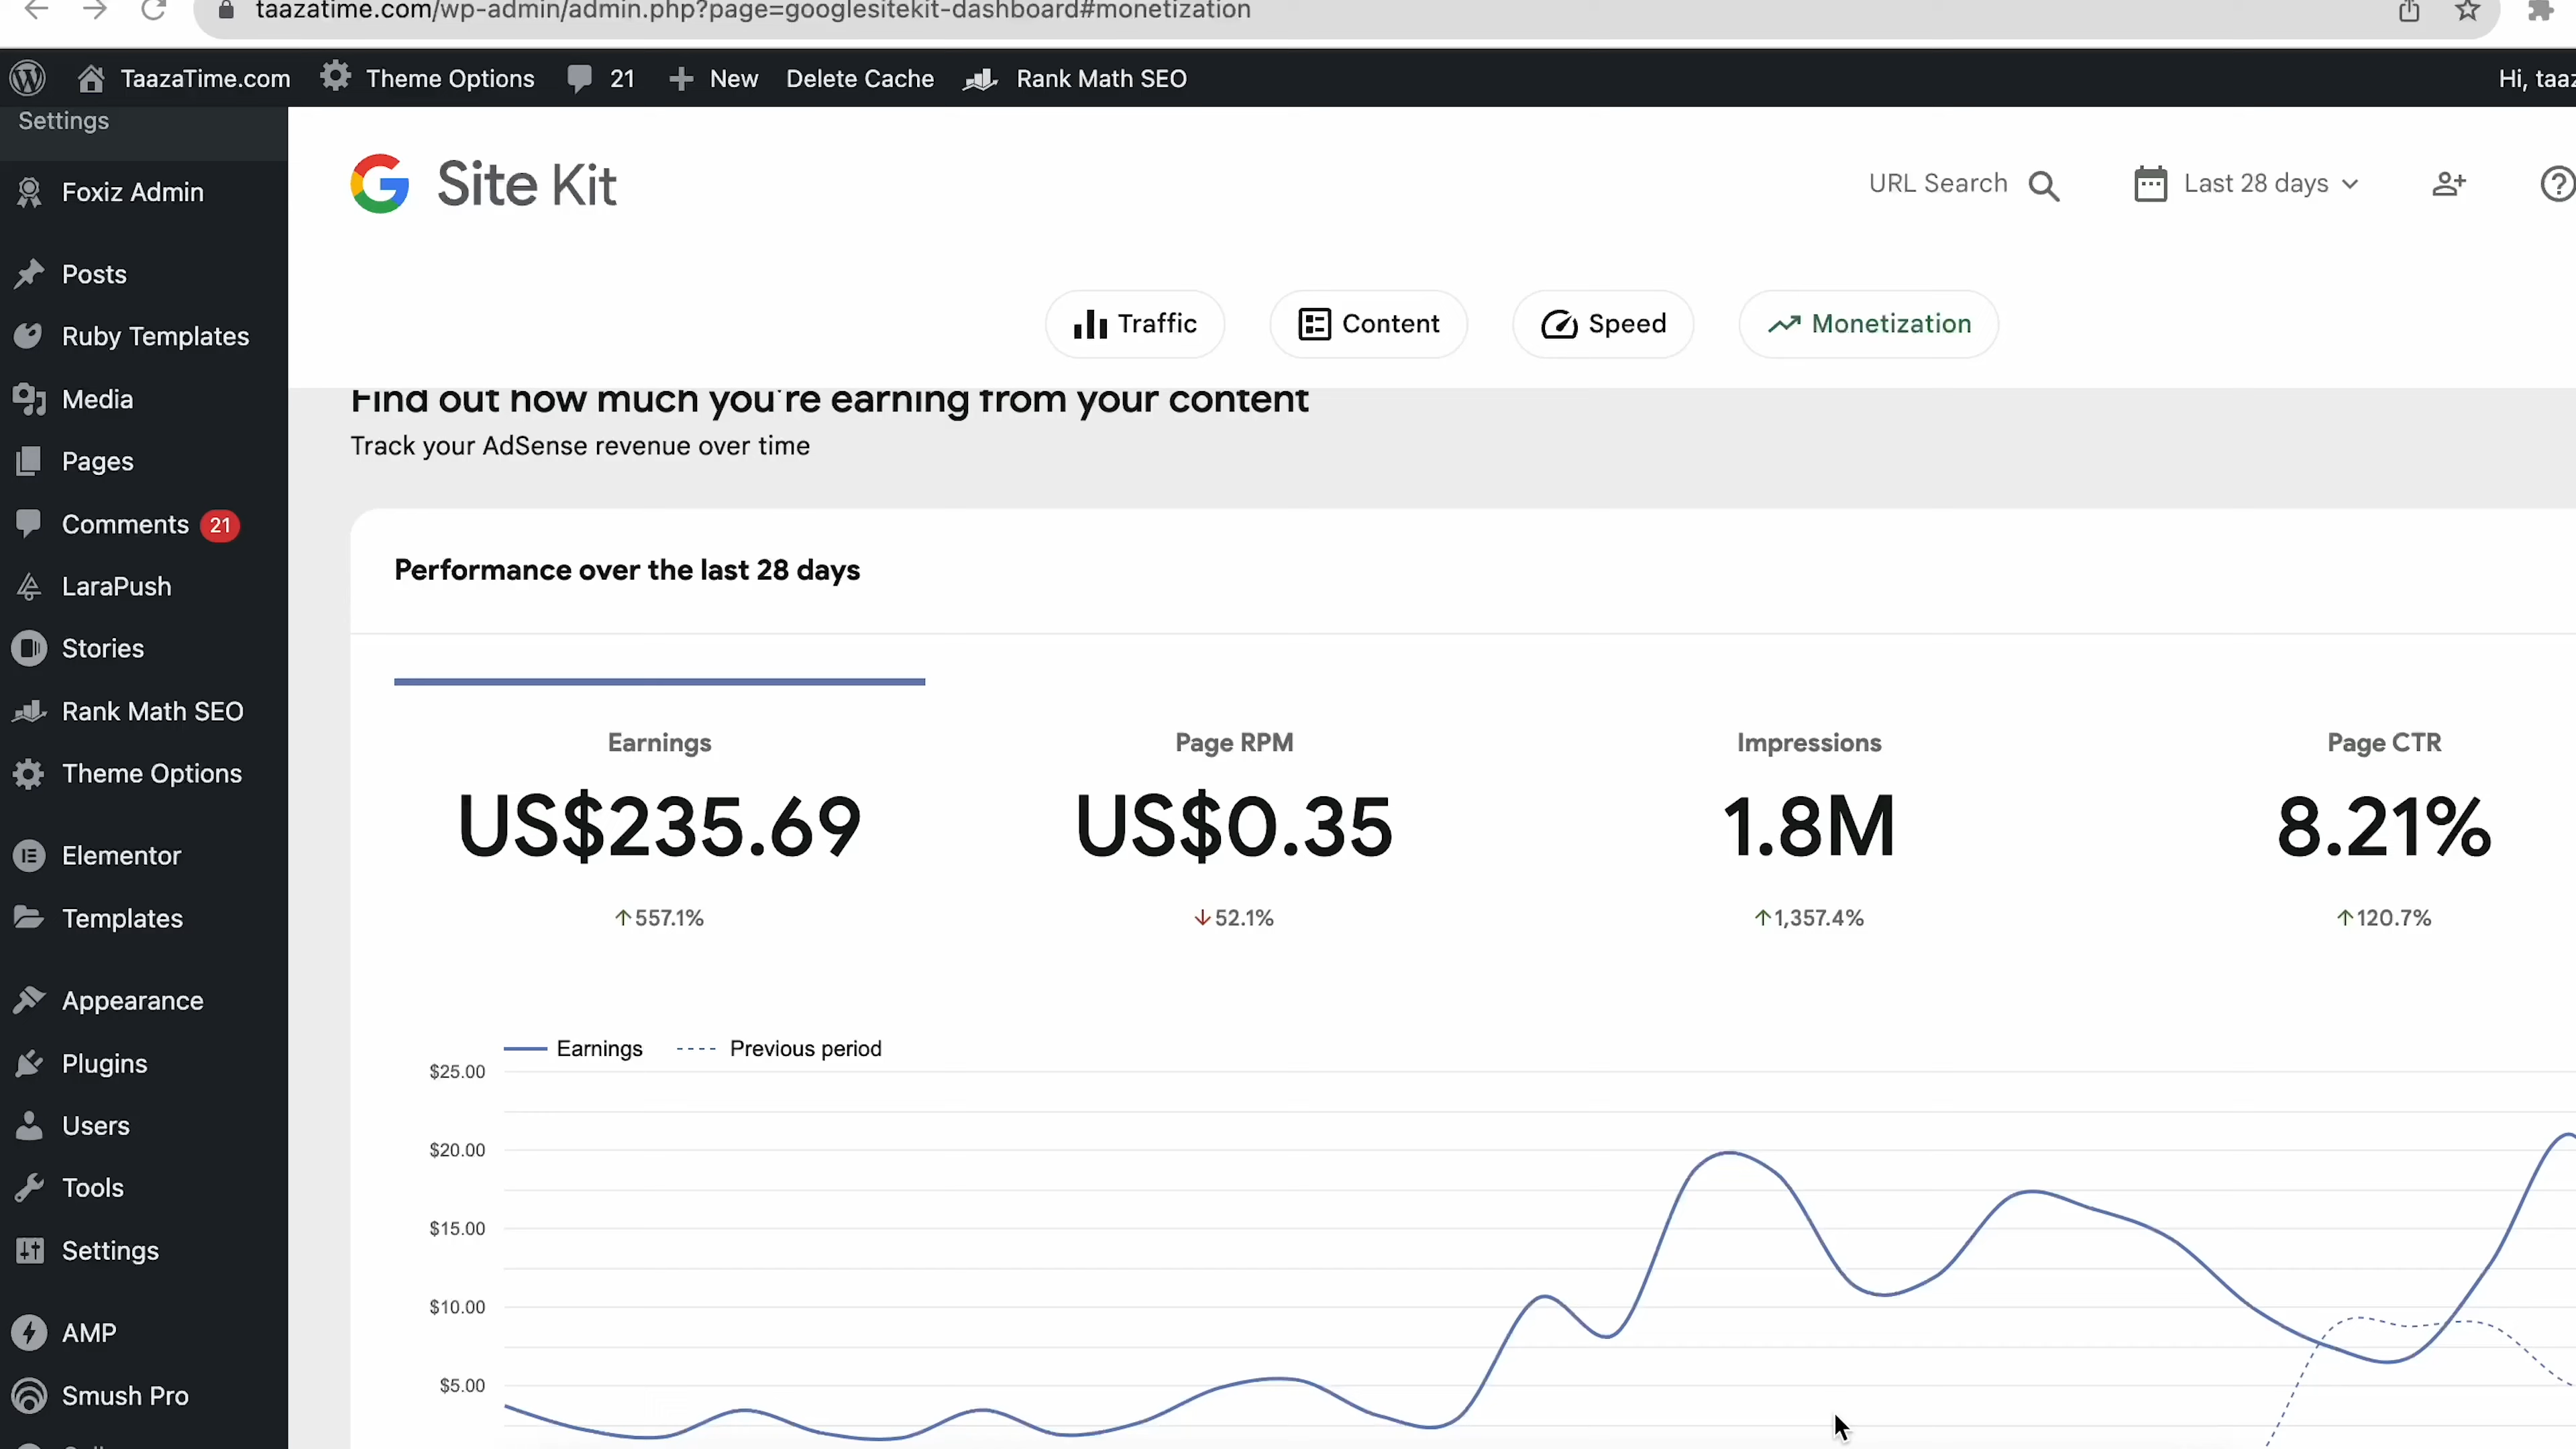 taazatime.com/wp-admin/admin.php?page=googlesitekit-dashboard#monetization
TaazaTime.com Theme Options 21 New Delete Cache Rank Math SEO Hi, taaz
Settings
Foxiz Admin
Posts
Ruby Templates
Media
Pages
Comments 21
LaraPush
Stories
Rank Math SEO
Theme Options
Elementor
Templates
Appearance
Plugins
Users
Tools
Settings
AMP
Smush Pro
G Site Kit
URL Search Last 28 days
Traffic Content Speed Monetization
Find out how much you're earning from your content
Track your AdSense revenue over time
Performance over the last 28 days
Earnings Page RPM Impressions Page CTR
US$235.69 US$0.35 1.8M 8.21%
↑557.1% ↓52.1% ↑1,357.4% ↑120.7%
Earnings Previous period
$25.00
$20.00
$15.00
$10.00
$5.00